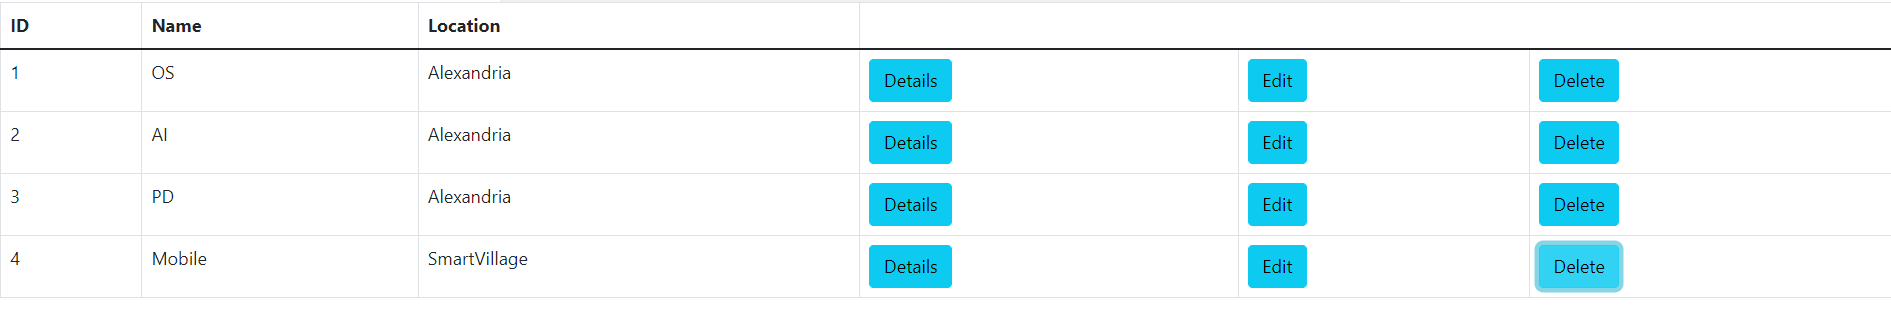 ID Name Location
1 OS Alexandria Details Edit Delete
2 AI Alexandria Details Edit Delete
3 PD Alexandria Details Edit Delete
4 Mobile SmartVillage Details Edit Delete